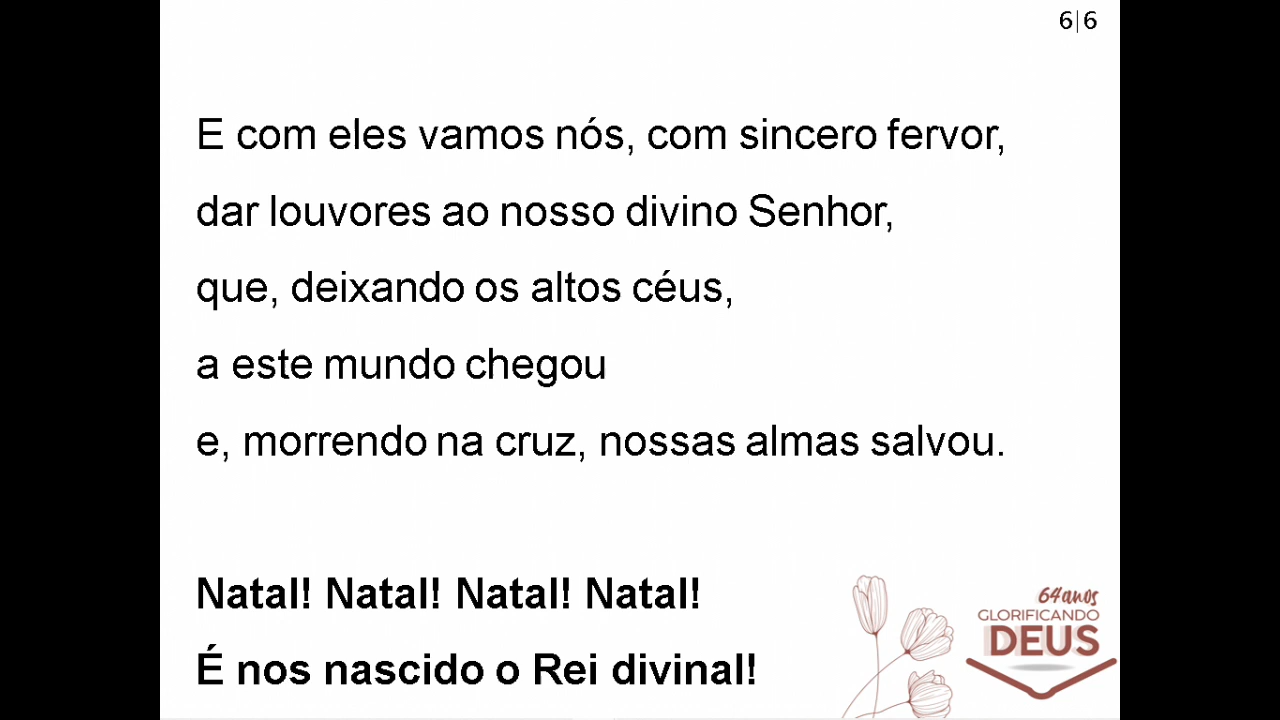 6|6
E com eles vamos nós, com sincero fervor,
dar louvores ao nosso divino Senhor,
que, deixando os altos céus,
a este mundo chegou
e, morrendo na cruz, nossas almas salvou.
Natal! Natal! Natal! Natal!
É nos nascido o Rei divinal!
64anos
GLORIFICANDO
DEUS